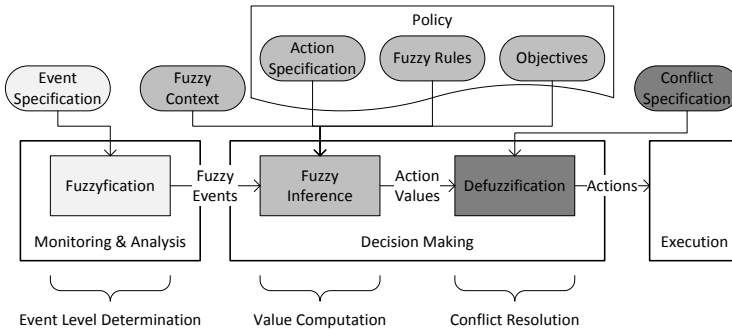 Policy
Event
Specification
Fuzzy
Context
Action
Specification
Fuzzy Rules
Objectives
Conflict
Specification
Fuzzyfication
Fuzzy
Events
Fuzzy
Inference
Action
Values
Defuzzification
Actions
Monitoring & Analysis
Decision Making
Execution
Event Level Determination
Value Computation
Conflict Resolution